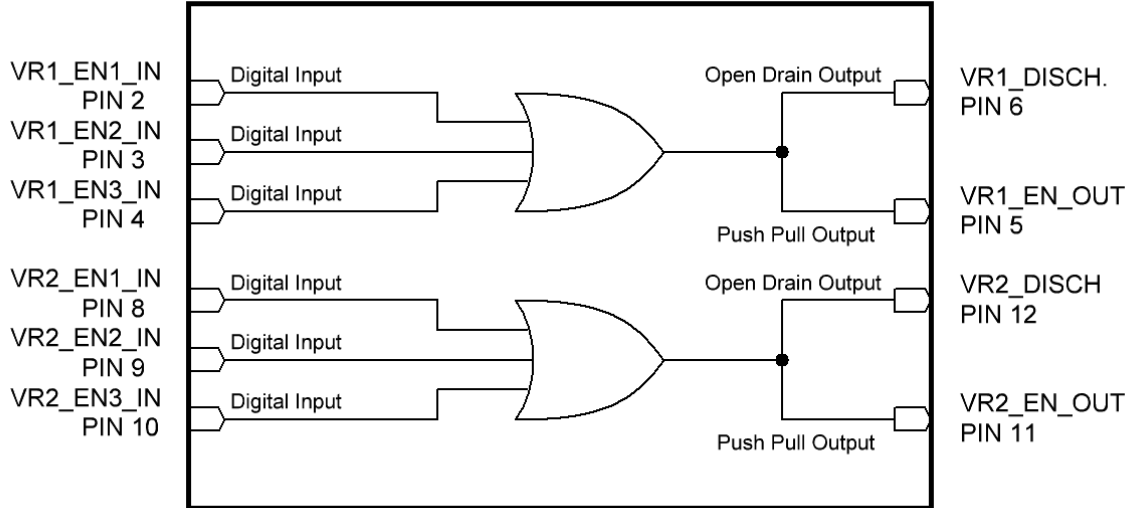 VR1_EN1_IN
PIN 2
Digital Input
VR1_EN2_IN
PIN 3
Digital Input
VR1_EN3_IN
PIN 4
Digital Input
Open Drain Output
VR1_DISCH.
PIN 6
VR1_EN_OUT
PIN 5
Push Pull Output
VR2_EN1_IN
PIN 8
Digital Input
VR2_EN2_IN
PIN 9
Digital Input
VR2_EN3_IN
PIN 10
Digital Input
Open Drain Output
VR2_DISCH
PIN 12
VR2_EN_OUT
PIN 11
Push Pull Output